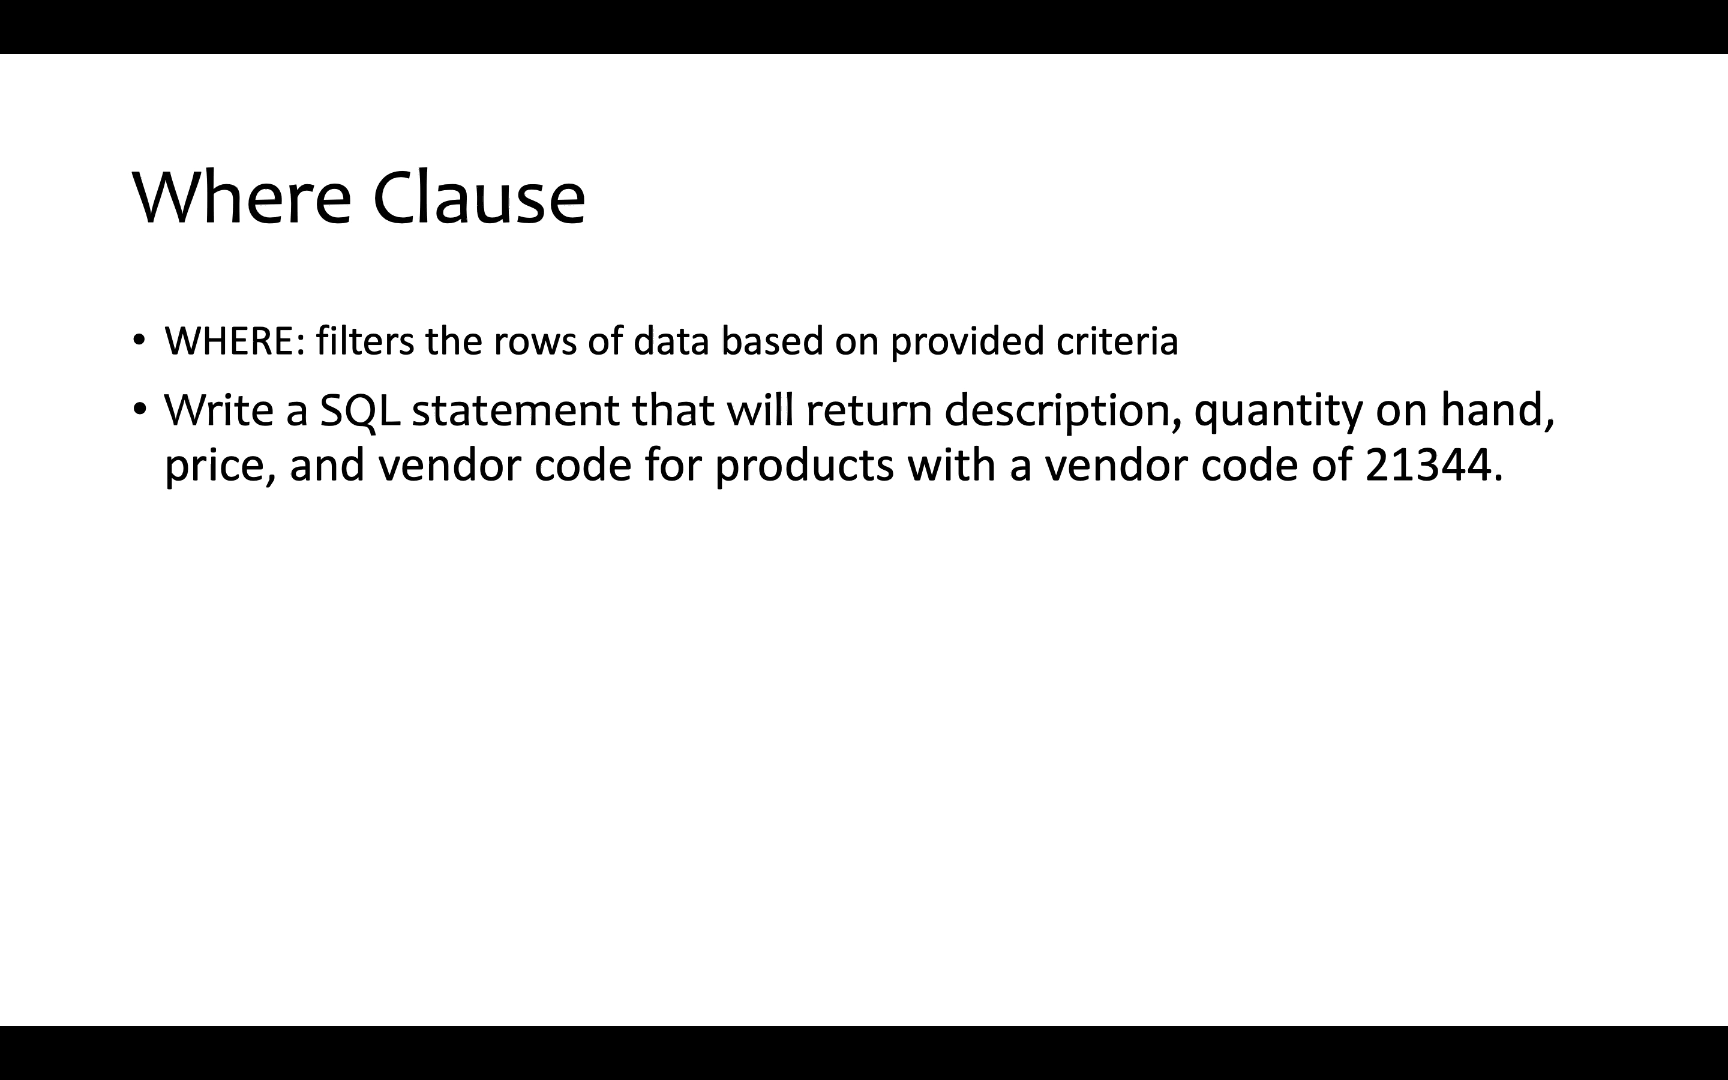 Where Clause
• WHERE: filters the rows of data based on provided criteria
• Write a SQL statement that will return description, quantity on hand,
price, and vendor code for products with a vendor code of 21344.